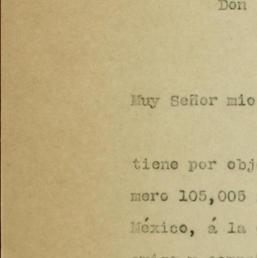 Don
Muy Señor mio
tiene por obj
mero 105,005
México, á la